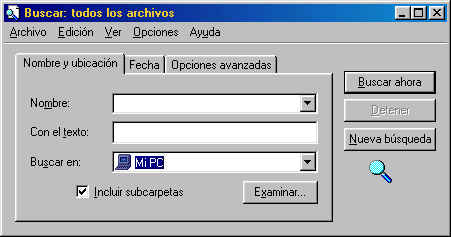 Buscar: todos los archivos
Archivo Edición Ver Opciones Ayuda
Nombre y ubicación Fecha Opciones avanzadas
Nombre:
Con el texto:
Buscar en: Mi PC
Incluir subcarpetas Examinar...
Buscar ahora
Detener
Nueva búsqueda